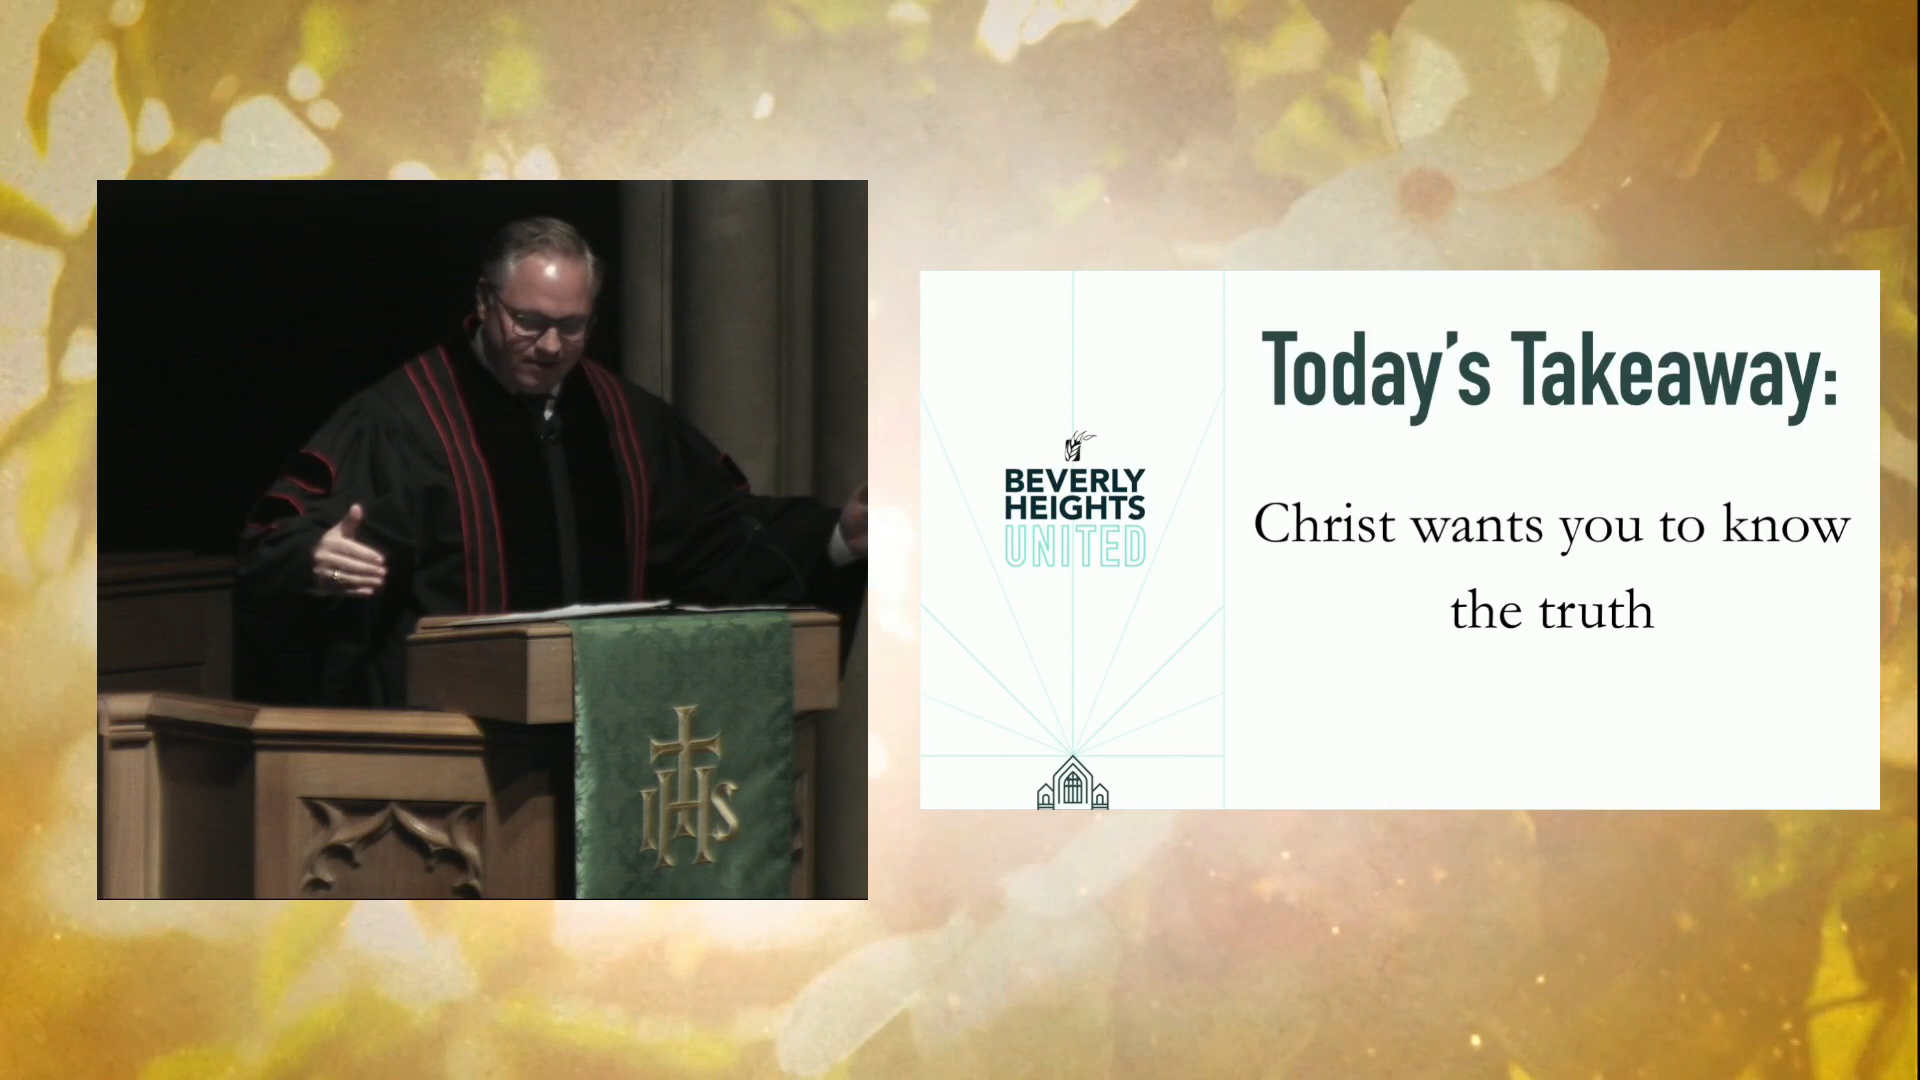 IHS
BEVERLY
HEIGHTS
UNITED
Today's Takeaway:
Christ wants you to know
the truth